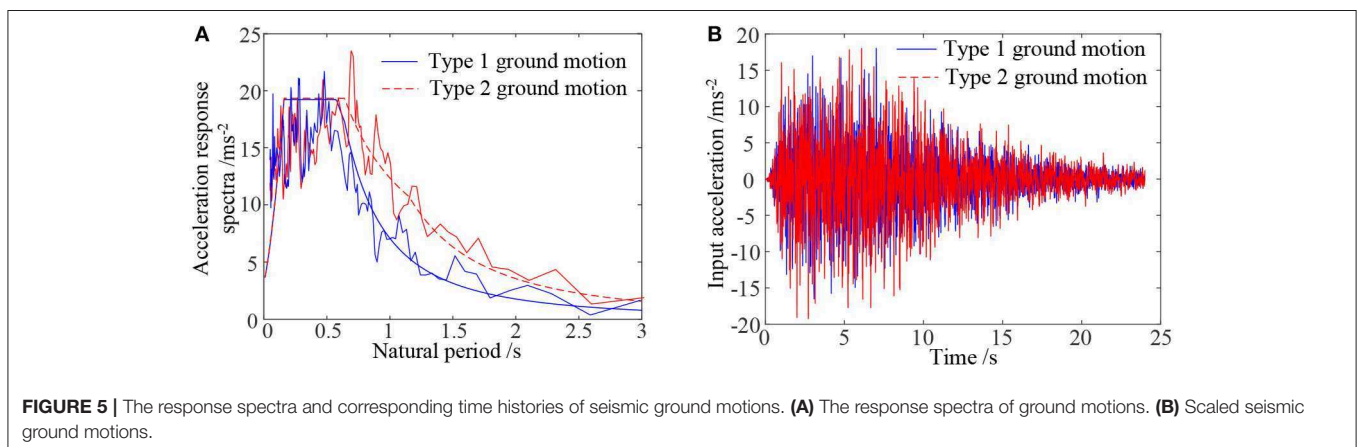 A
Acceleration response
spectra /ms-2
25
20
15
10
5
0
Type 1 ground motion
Type 2 ground motion
0 0.5 1 1.5 2 2.5 3
Natural period /s
B
Input acceleration /ms-2
20
15
10
5
0
-5
-10
-15
-20
Type 1 ground motion
Type 2 ground motion
0 5 10 15 20 25
Time /s
FIGURE 5 | The response spectra and corresponding time histories of seismic ground motions. (A) The response spectra of ground motions. (B) Scaled seismic
ground motions.